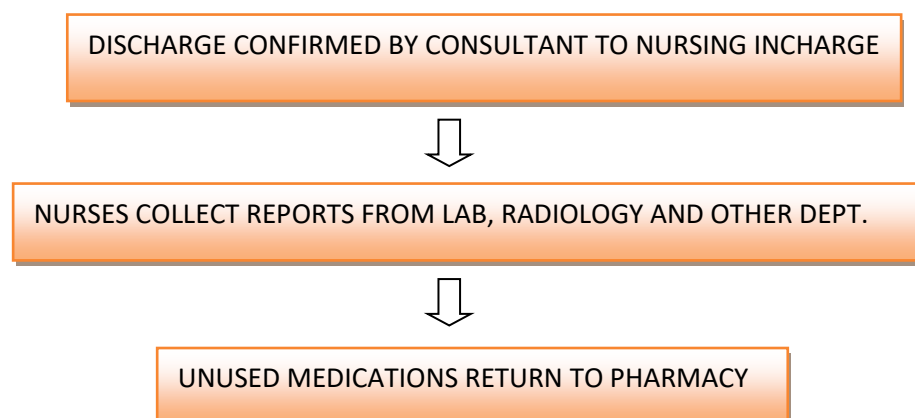 DISCHARGE CONFIRMED BY CONSULTANT TO NURSING INCHARGE
NURSES COLLECT REPORTS FROM LAB, RADIOLOGY AND OTHER DEPT.
UNUSED MEDICATIONS RETURN TO PHARMACY